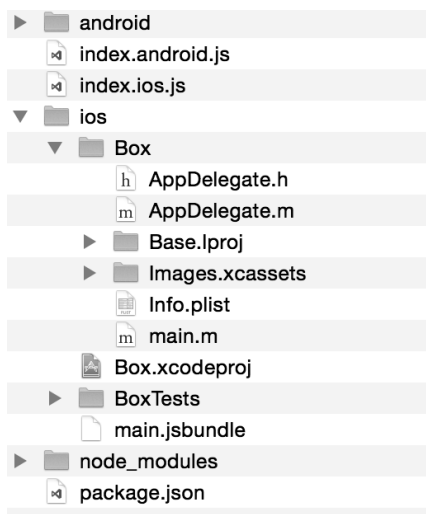 android
index.android.js
index.ios.js
ios
Box
h AppDelegate.h
m AppDelegate.m
Base.lproj
Images.xcassets
Info.plist
m main.m
Box.xcodeproj
BoxTests
main.jsbundle
node_modules
package.json